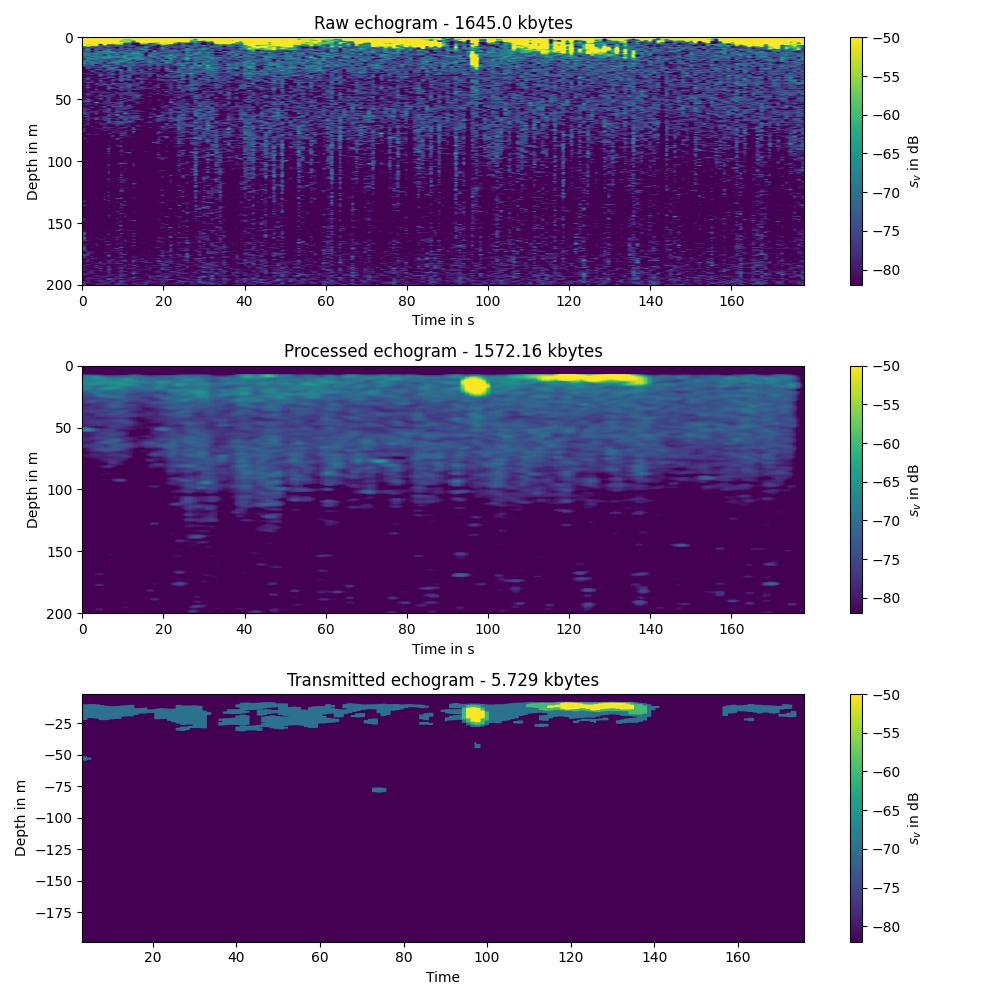 Raw echogram - 1645.0 kbytes
0
50
100
150
200
Depth in m
0 20 40 60 80 100 120 140 160
Time in s
−50
−55
−60
−65
−70
−75
−80
sv in dB
Processed echogram - 1572.16 kbytes
0
50
100
150
200
Depth in m
0 20 40 60 80 100 120 140 160
Time in s
−50
−55
−60
−65
−70
−75
−80
sv in dB
Transmitted echogram - 5.729 kbytes
−25
−50
−75
−100
−125
−150
−175
Depth in m
20 40 60 80 100 120 140 160
Time
−50
−55
−60
−65
−70
−75
−80
sv in dB